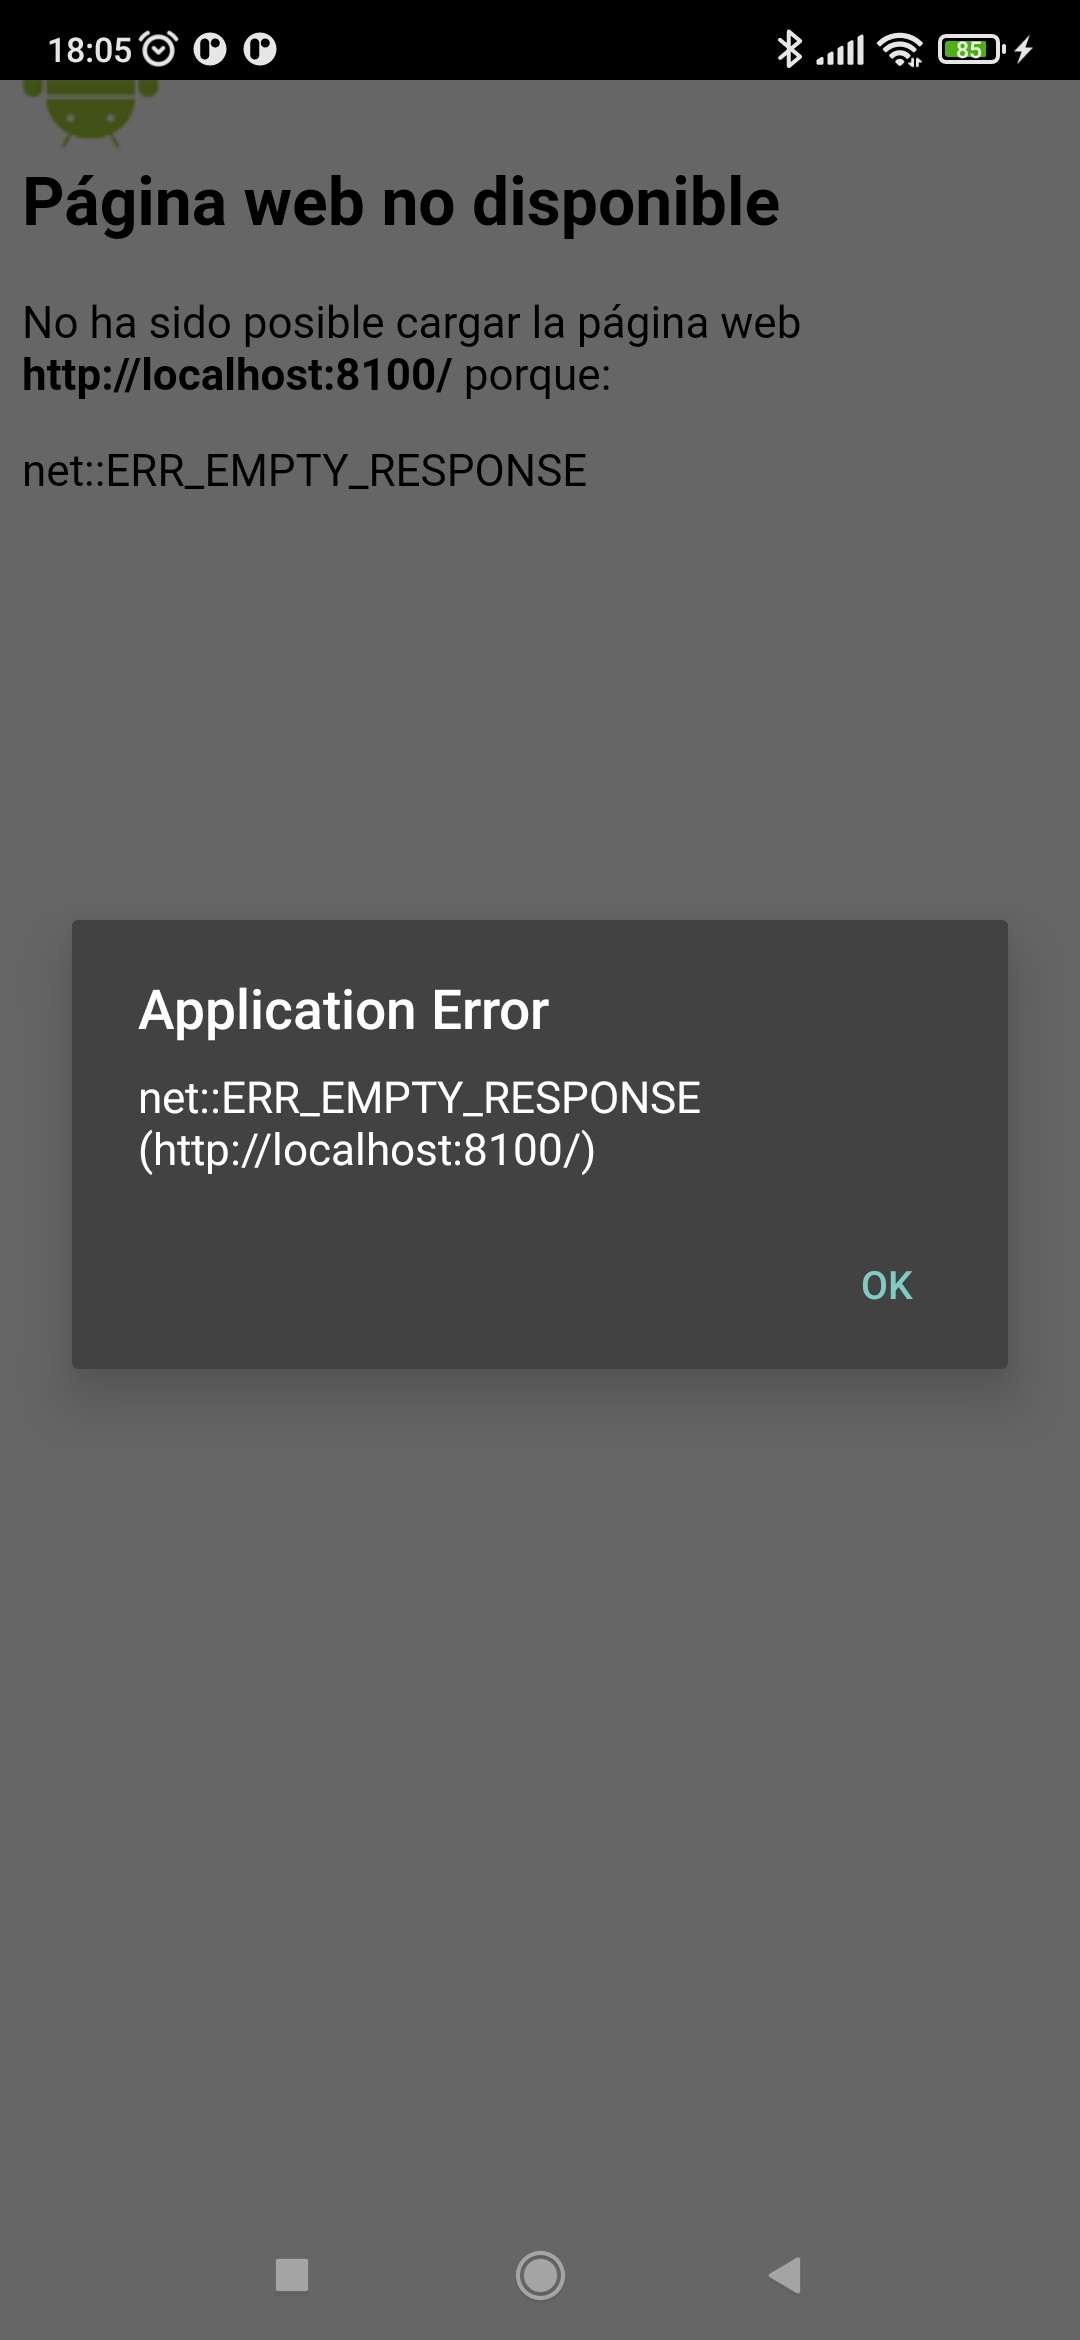 18:05
85
Página web no disponible
No ha sido posible cargar la página web
http://localhost:8100/ porque:
net::ERR_EMPTY_RESPONSE
Application Error
net::ERR_EMPTY_RESPONSE
(http://localhost:8100/)
OK